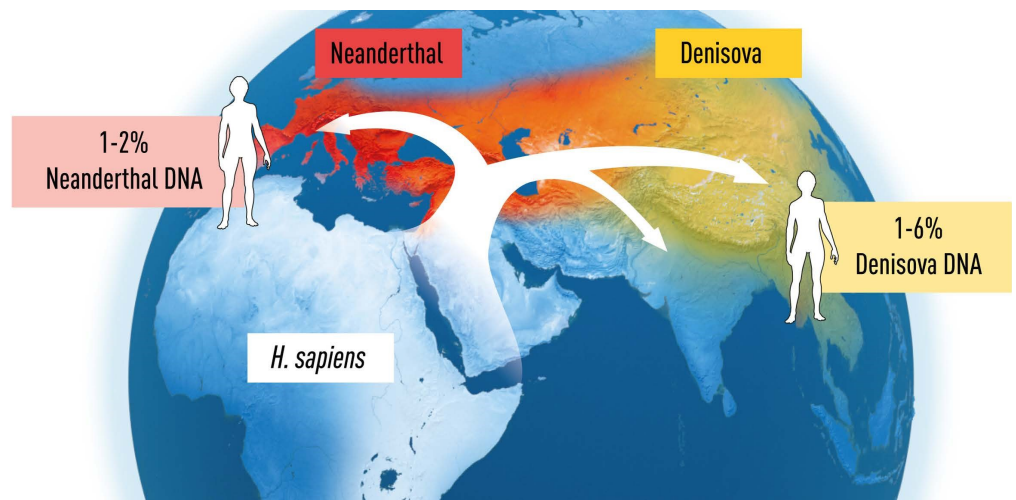 Neanderthal
Denisova
1-2%
Neanderthal DNA
1-6%
Denisova DNA
H. sapiens